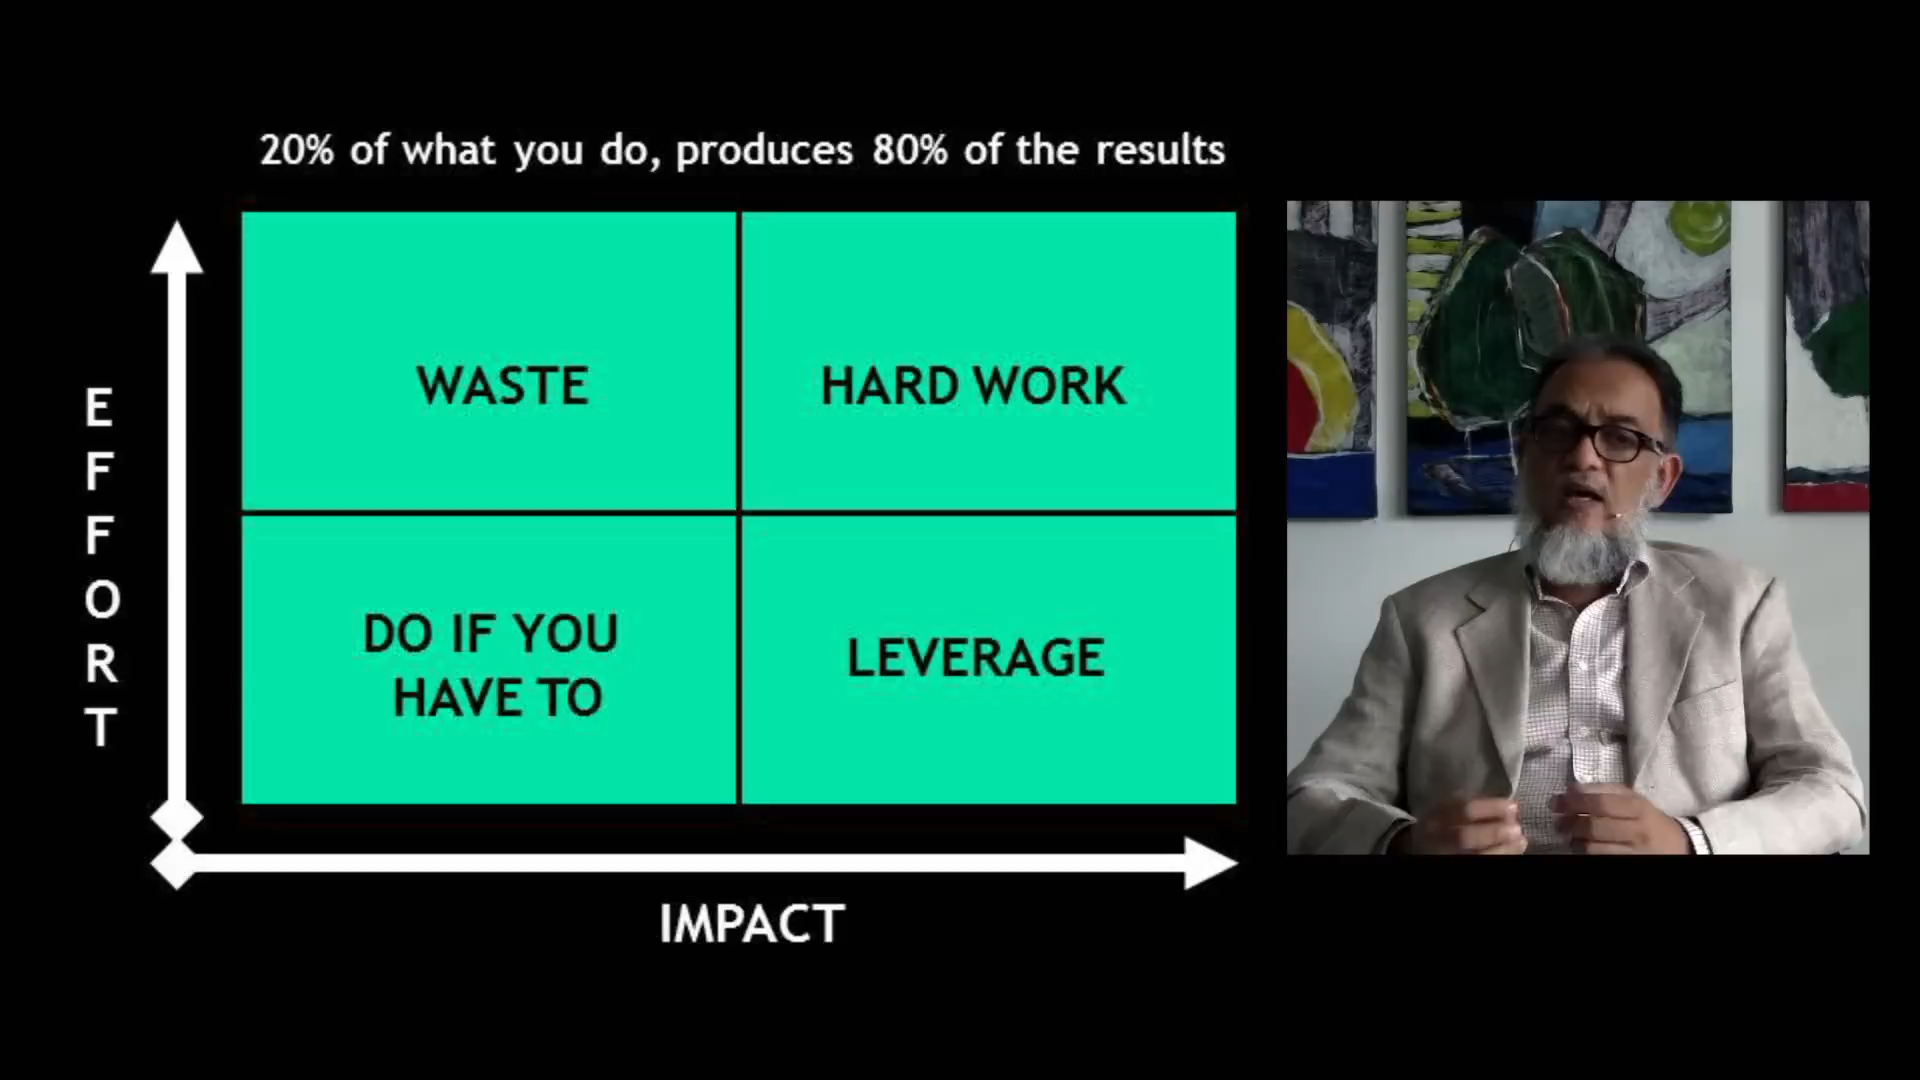 20% of what you do, produces 80% of the results
WASTE
HARD WORK
DO IF YOU
HAVE TO
LEVERAGE
EFFORT
IMPACT